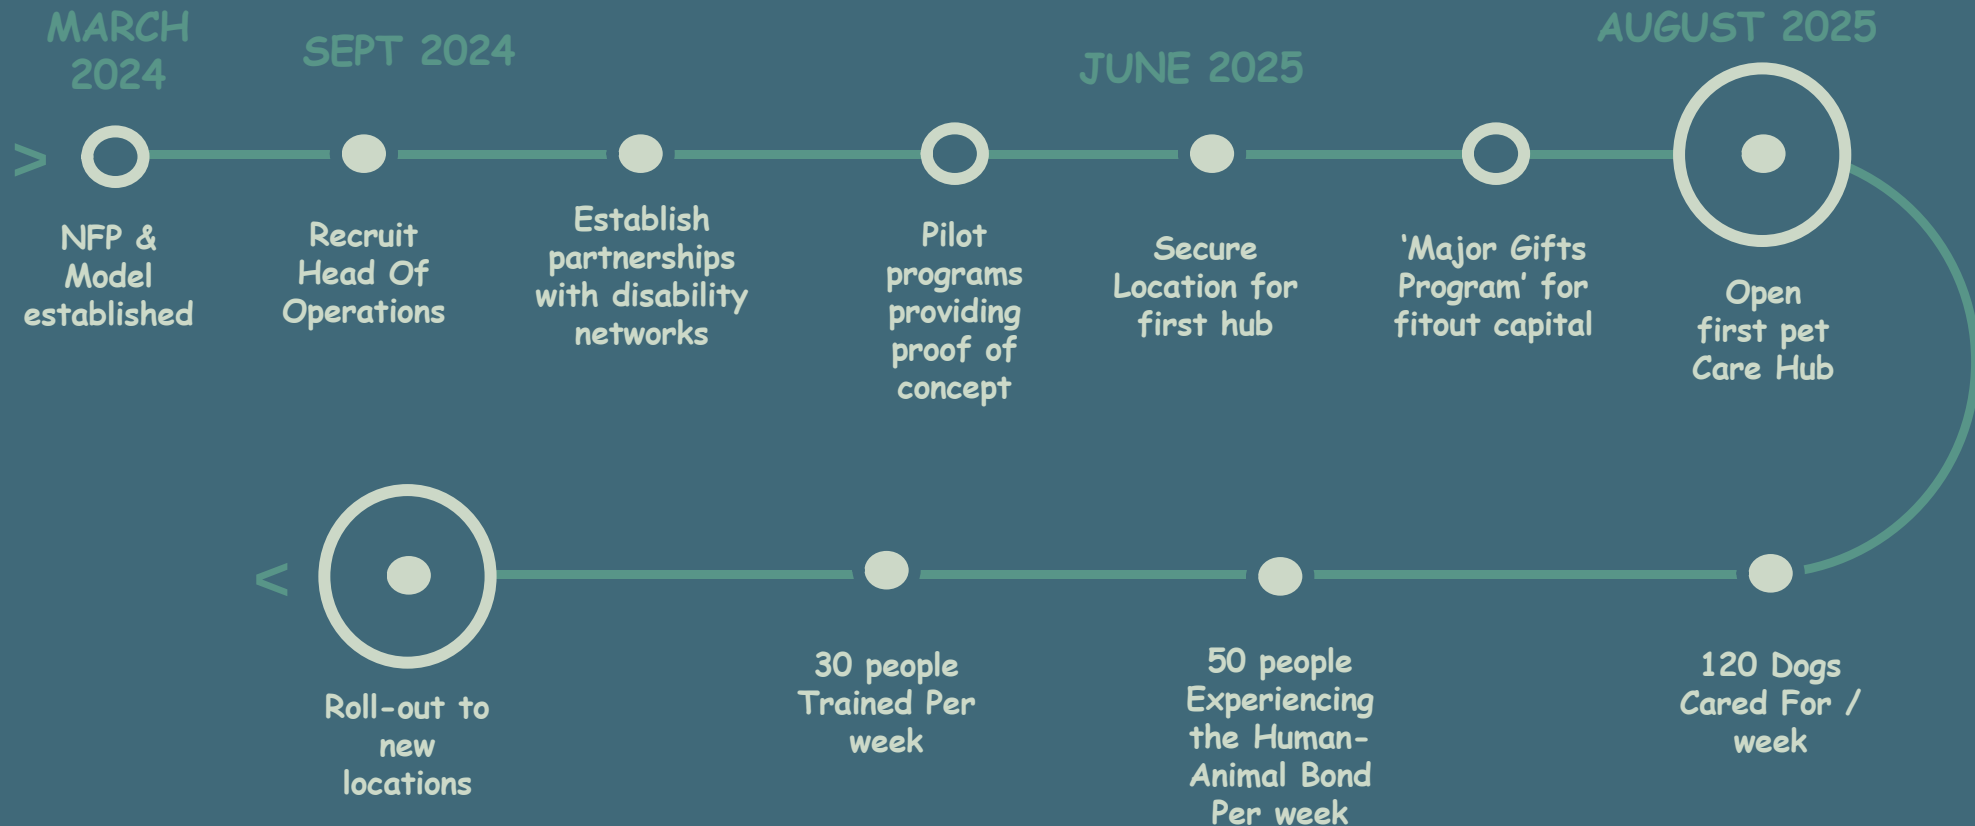 MARCH
2024
SEPT 2024
JUNE 2025
AUGUST 2025
>
NFP &
Model
established
Recruit
Head Of
Operations
Establish
partnerships
with disability
networks
Pilot
programs
providing
proof of
concept
Secure
Location for
first hub
‘Major Gifts
Program’ for
fitout capital
Open
first pet
Care Hub
120 Dogs
Cared For /
week
50 people
Experiencing
the Human-
Animal Bond
Per week
30 people
Trained Per
week
<
Roll-out to
new
locations